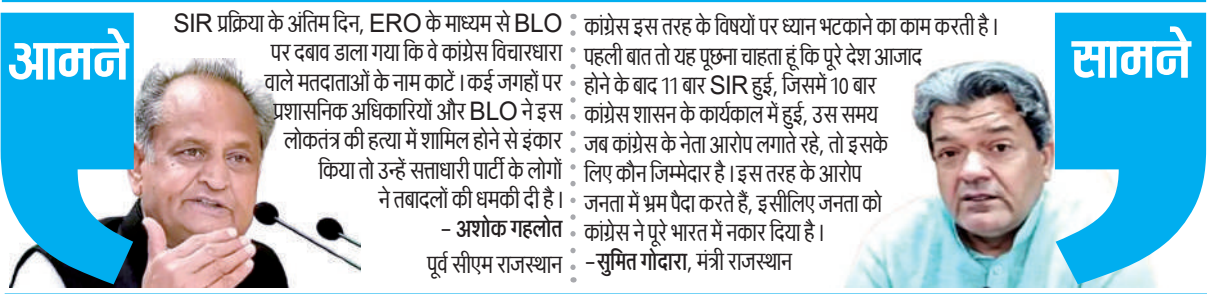 आमने
SIR प्रक्रिया के अंतिम दिन, ERO के माध्यम से BLO
पर दबाव डाला गया कि वे कांग्रेस विचारधारा
वाले मतदाताओं के नाम काटें। कई जगहों पर
प्रशासनिक अधिकारियों और BLO ने इस
लोकतंत्र की हत्या में शामिल होने से इंकार
किया तो उन्हें सत्ताधारी पार्टी के लोगों
ने तबादलों की धमकी दी है।
– अशोक गहलोत
पूर्व सीएम राजस्थान
कांग्रेस इस तरह के विषयों पर ध्यान भटकाने का काम करती है।
पहली बात तो यह पूछना चाहता हूं कि पूरे देश आजाद
होने के बाद 11 बार SIR हुई, जिसमें 10 बार
कांग्रेस शासन के कार्यकाल में हुई, उस समय
जब कांग्रेस के नेता आरोप लगाते रहे, तो इसके
लिए कौन जिम्मेदार है। इस तरह के आरोप
जनता में भ्रम पैदा करते हैं, इसीलिए जनता को
कांग्रेस ने पूरे भारत में नकार दिया है।
–सुमित गोदारा, मंत्री राजस्थान
सामने